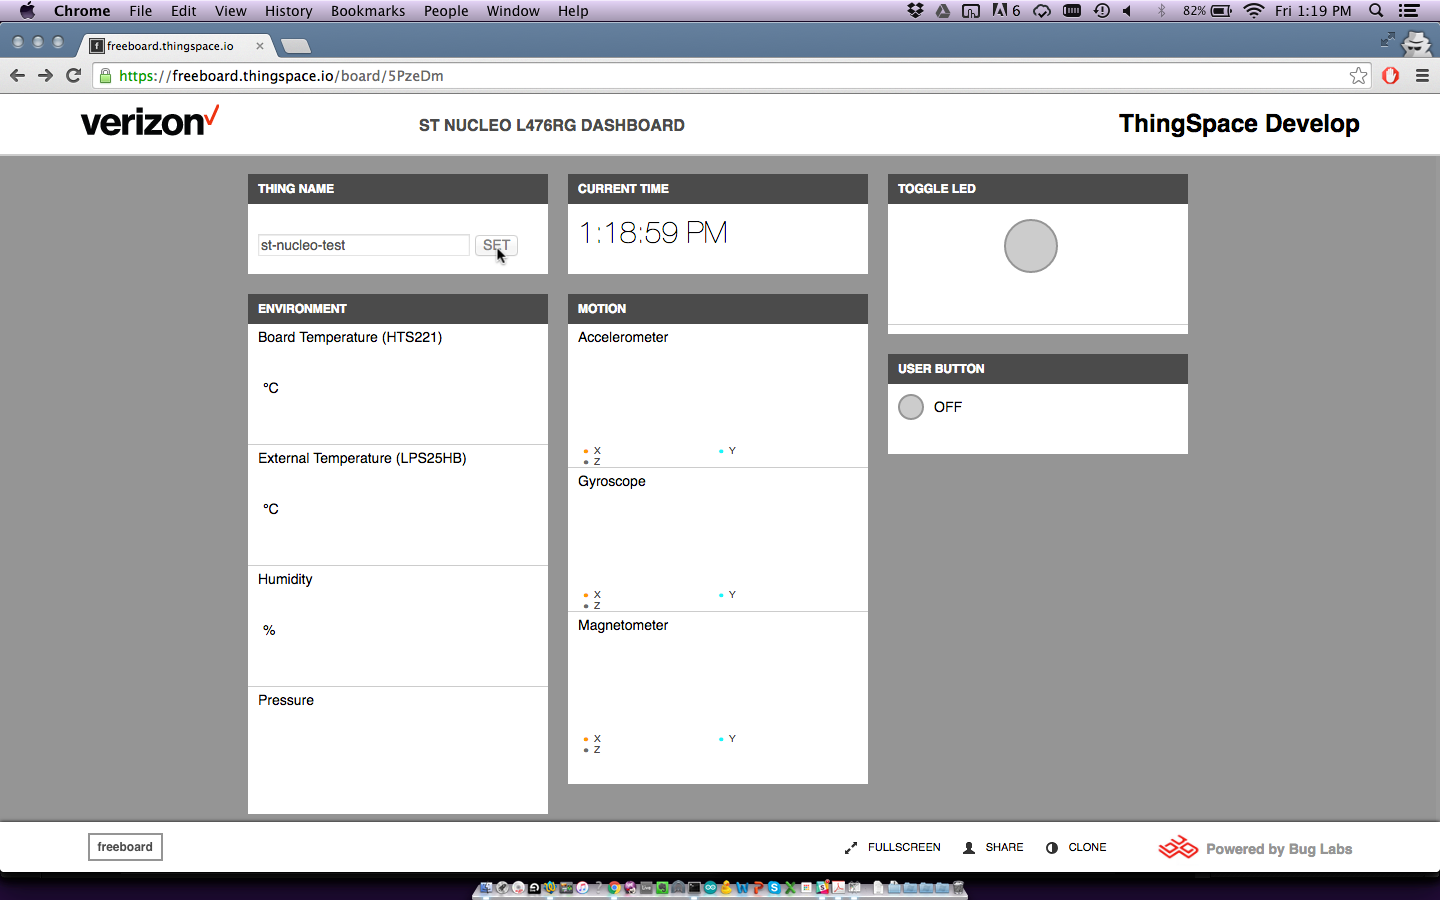 Chrome File Edit View History Bookmarks People Window Help 6 82% Fri 1:19 PM
freeboard.thingspace.io
https://freeboard.thingspace.io/board/5PzeDm
verizon ST NUCLEO L476RG DASHBOARD ThingSpace Develop
THING NAME
st-nucleo-test SET
CURRENT TIME
1:18:59 PM
TOGGLE LED
ENVIRONMENT
Board Temperature (HTS221)
°C
External Temperature (LPS25HB)
°C
Humidity
%
Pressure
MOTION
Accelerometer
X Y
Z
Gyroscope
X Y
Z
Magnetometer
X Y
Z
USER BUTTON
OFF
freeboard FULLSCREEN SHARE CLONE Powered by Bug Labs